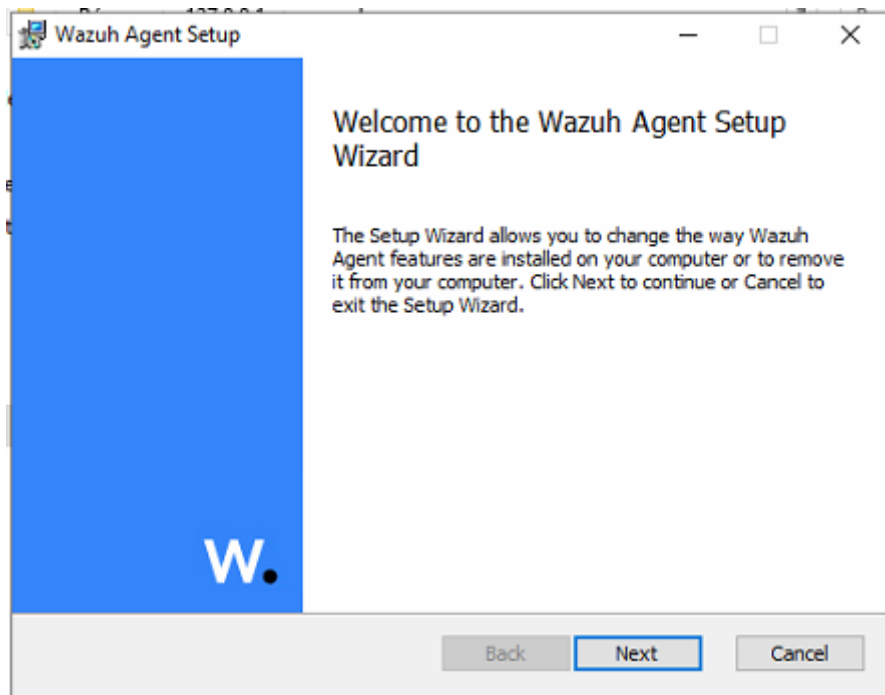 Wazuh Agent Setup
Welcome to the Wazuh Agent Setup
Wizard
The Setup Wizard allows you to change the way Wazuh
Agent features are installed on your computer or to remove
it from your computer. Click Next to continue or Cancel to
exit the Setup Wizard.
W.
Back Next Cancel